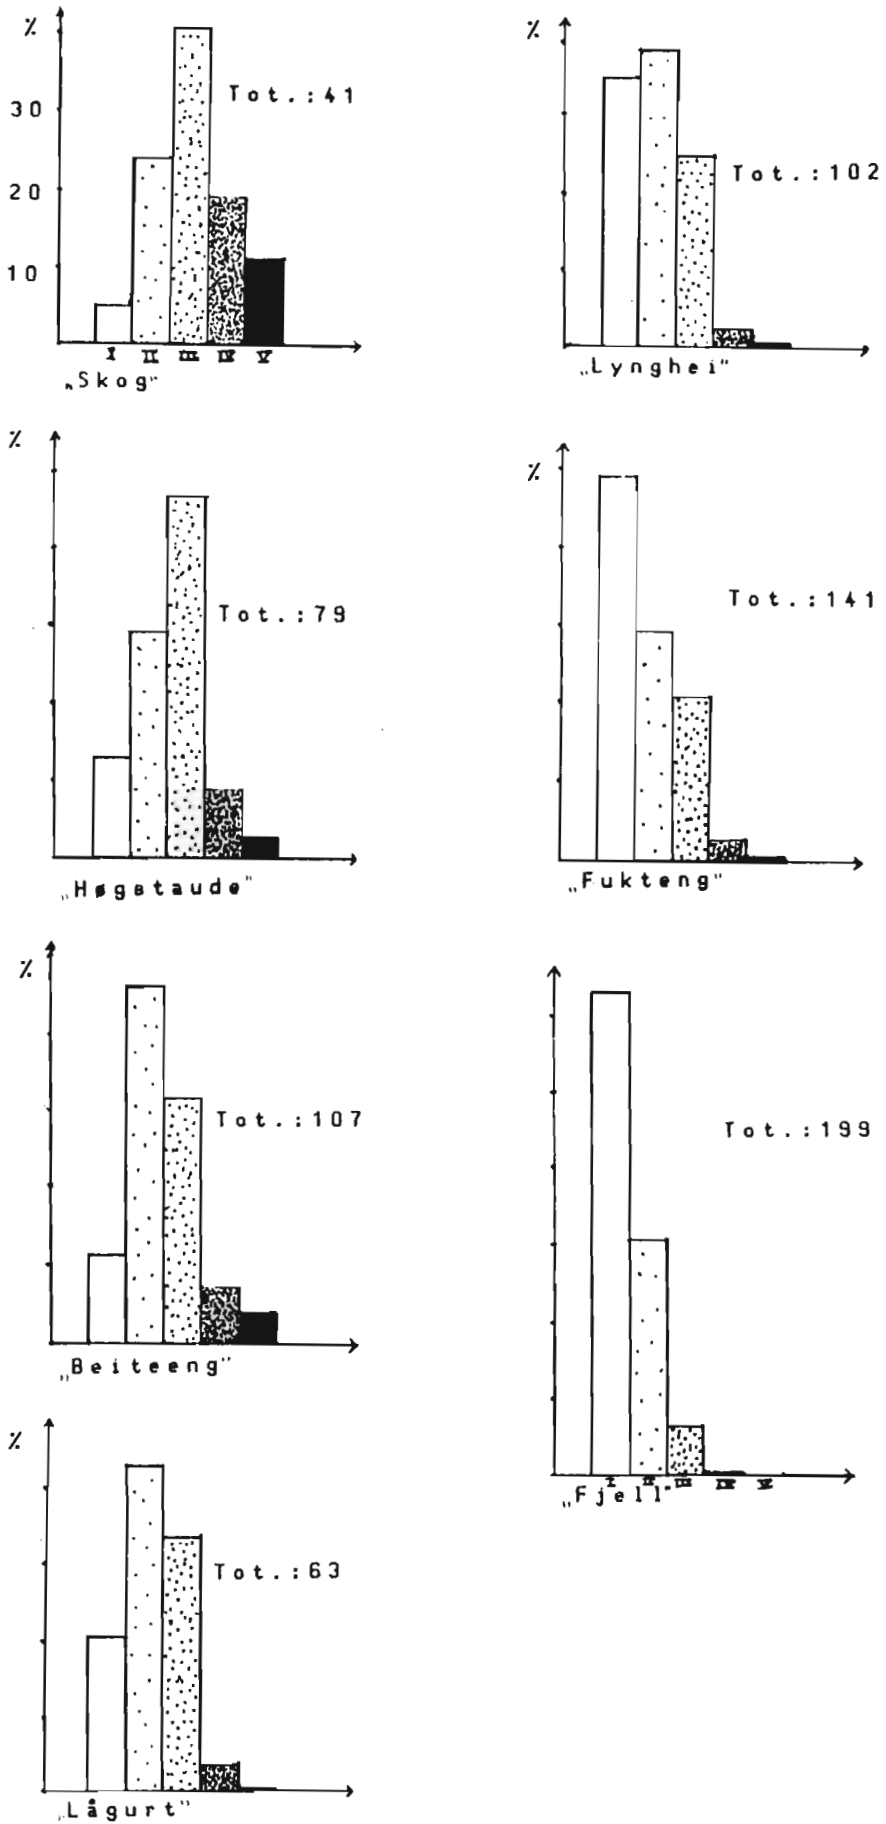 %
Tot.:41
30
20
10
I II III IV V
„Skog"
%
Tot.:102
„Lynghei"
%
Tot.:79
„Høgstaude"
%
Tot.:141
„Fukteng"
%
Tot.:107
„Beiteeng"
Tot.:199
I II III IV V
„Fjell"
%
Tot.:63
„Lågurt"